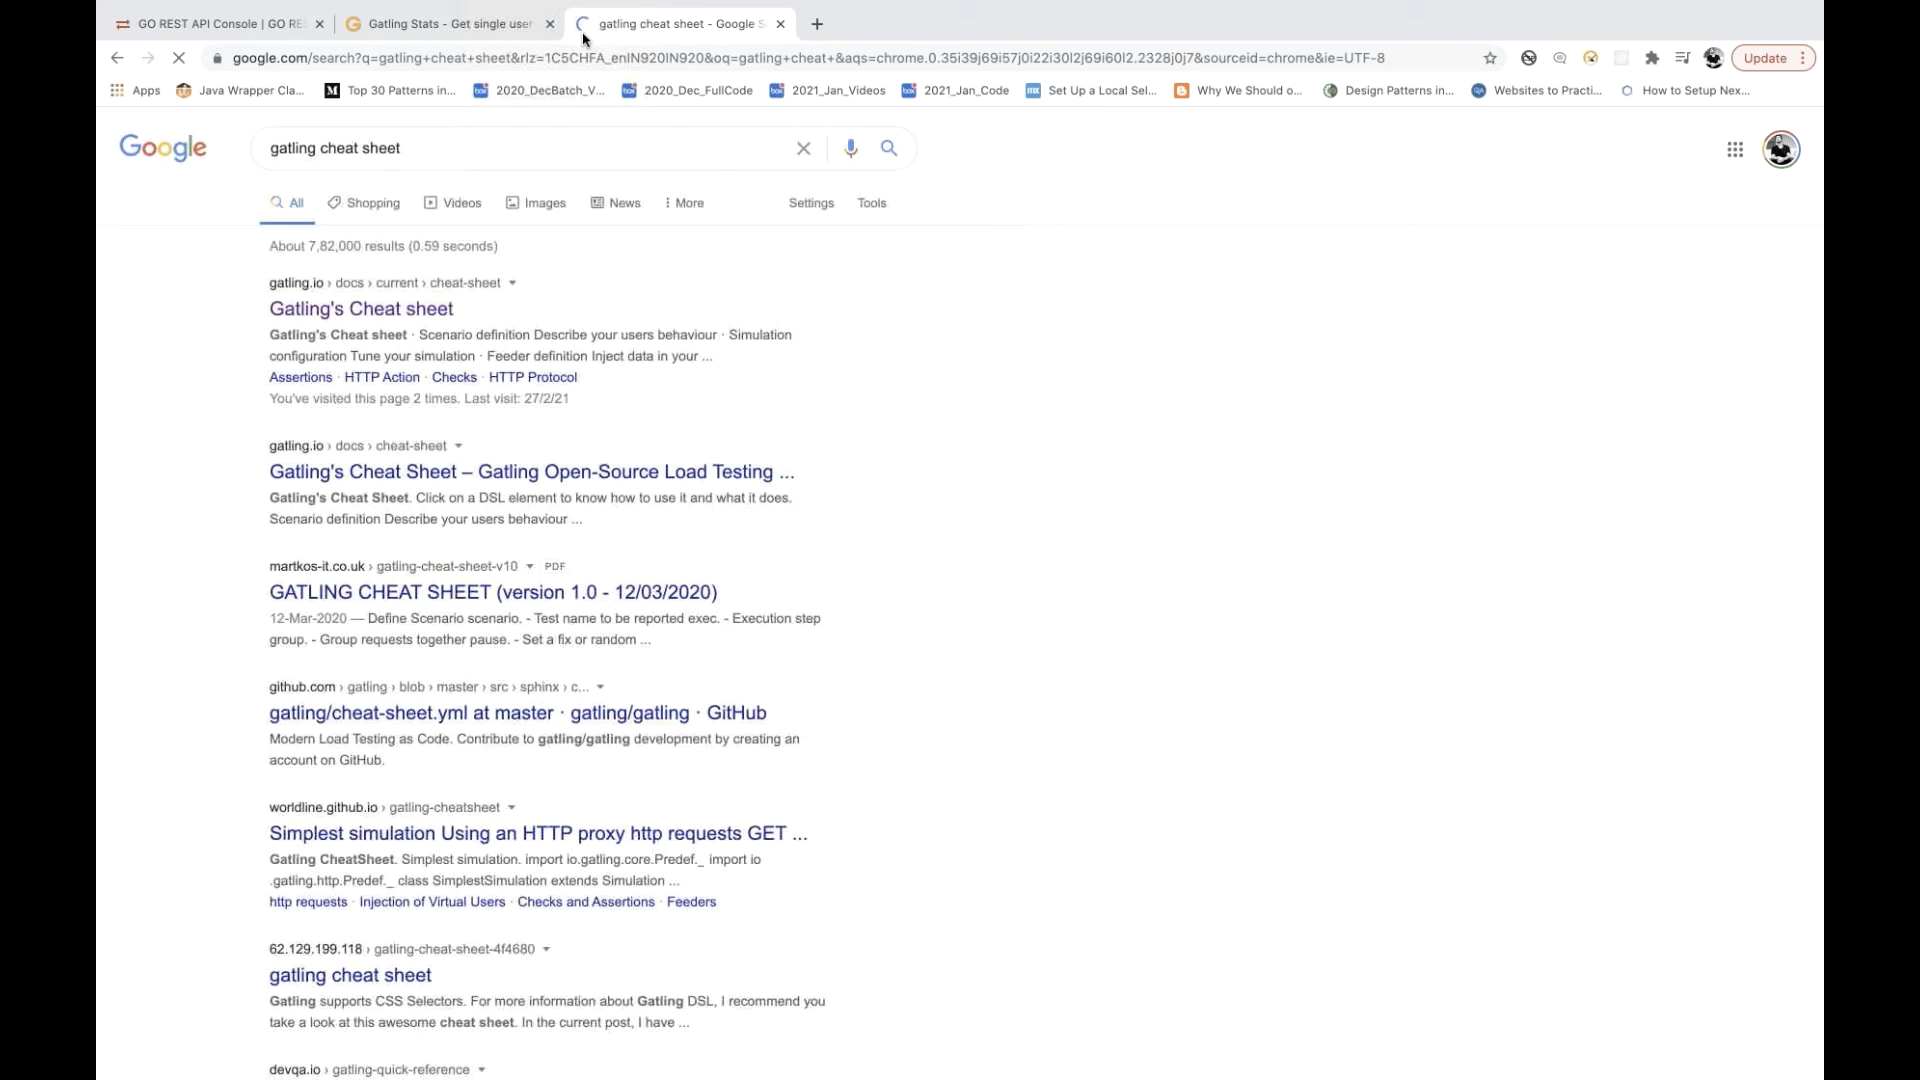 GO REST API Console | GO RE
Gatling Stats - Get single user
gatling cheat sheet - Google S
google.com/search?q=gatling+cheat+sheet&rlz=1C5CHFA_enIN920IN920&oq=gatling+cheat+&aqs=chrome.0.35i39j69i57j0i22i30l2j69i60l2.2328j0j7&sourceid=chrome&ie=UTF-8
Update
Apps
Java Wrapper Cla...
Top 30 Patterns in...
2020_DecBatch_V...
2020_Dec_FullCode
2021_Jan_Videos
2021_Jan_Code
Set Up a Local Sel...
Why We Should o...
Design Patterns in...
Websites to Practi...
How to Setup Nex...
Google
gatling cheat sheet
All
Shopping
Videos
Images
News
More
Settings
Tools
About 7,82,000 results (0.59 seconds)
gatling.io › docs › current › cheat-sheet
Gatling's Cheat sheet
Gatling's Cheat sheet · Scenario definition Describe your users behaviour · Simulation
configuration Tune your simulation · Feeder definition Inject data in your ...
Assertions · HTTP Action · Checks · HTTP Protocol
You've visited this page 2 times. Last visit: 27/2/21
gatling.io › docs › cheat-sheet
Gatling's Cheat Sheet – Gatling Open-Source Load Testing ...
Gatling's Cheat Sheet. Click on a DSL element to know how to use it and what it does.
Scenario definition Describe your users behaviour ...
martkos-it.co.uk › gatling-cheat-sheet-v10 PDF
GATLING CHEAT SHEET (version 1.0 - 12/03/2020)
12-Mar-2020 — Define Scenario scenario. - Test name to be reported exec. - Execution step
group. - Group requests together pause. - Set a fix or random ...
github.com › gatling › blob › master › src › sphinx › c...
gatling/cheat-sheet.yml at master · gatling/gatling · GitHub
Modern Load Testing as Code. Contribute to gatling/gatling development by creating an
account on GitHub.
worldline.github.io › gatling-cheatsheet
Simplest simulation Using an HTTP proxy http requests GET ...
Gatling CheatSheet. Simplest simulation. import io.gatling.core.Predef._ import io
.gatling.http.Predef._ class SimplestSimulation extends Simulation ...
http requests · Injection of Virtual Users · Checks and Assertions · Feeders
62.129.199.118 › gatling-cheat-sheet-4f4680
gatling cheat sheet
Gatling supports CSS Selectors. For more information about Gatling DSL, I recommend you
take a look at this awesome cheat sheet. In the current post, I have ...
devqa.io › gatling-quick-reference